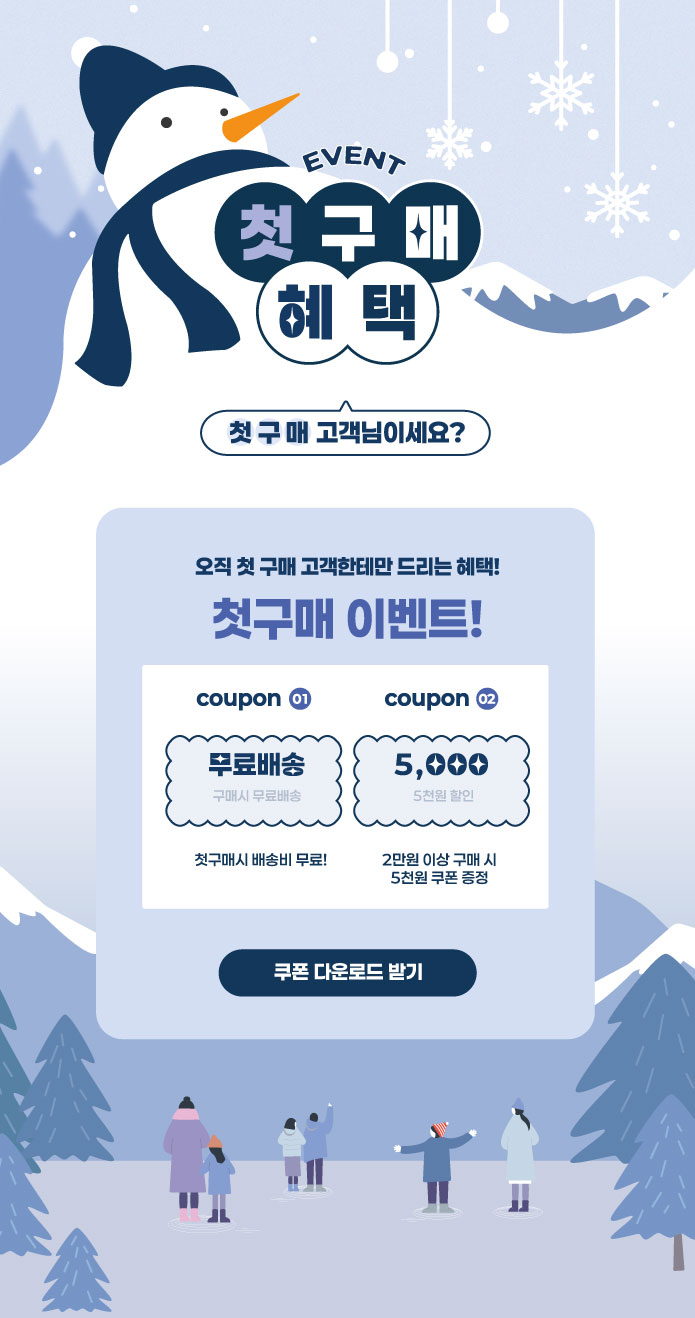 EVENT
첫구매
혜택
첫 구 매 고객님이세요?
오직 첫 구매 고객한테만 드리는 혜택!
첫구매 이벤트!
coupon 01
무료배송
구매시 무료배송
첫구매시 배송비 무료!
coupon 02
5,000
5천원 할인
2만원 이상 구매 시
5천원 쿠폰 증정
쿠폰 다운로드 받기